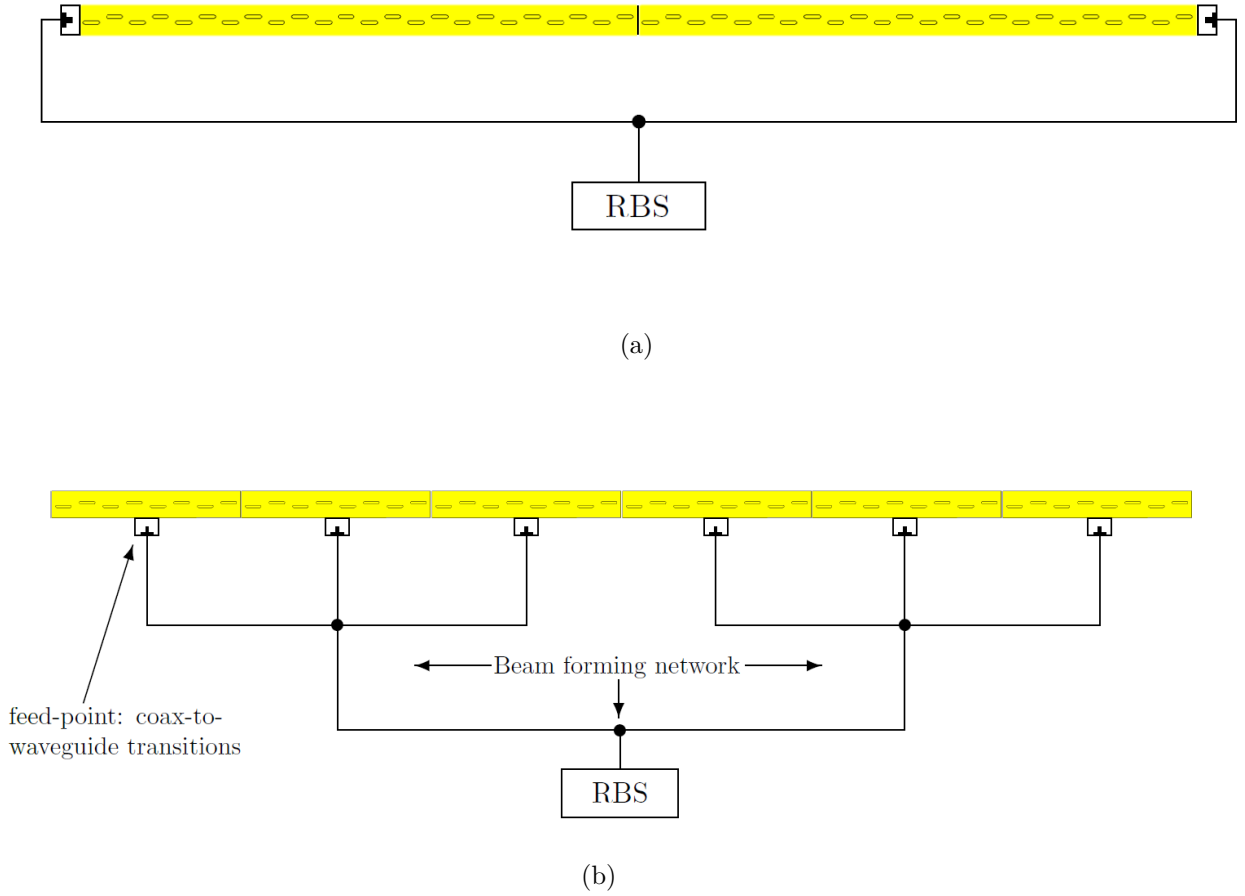 RBS
(a)
Beam forming network
feed-point: coax-to-
waveguide transitions
RBS
(b)